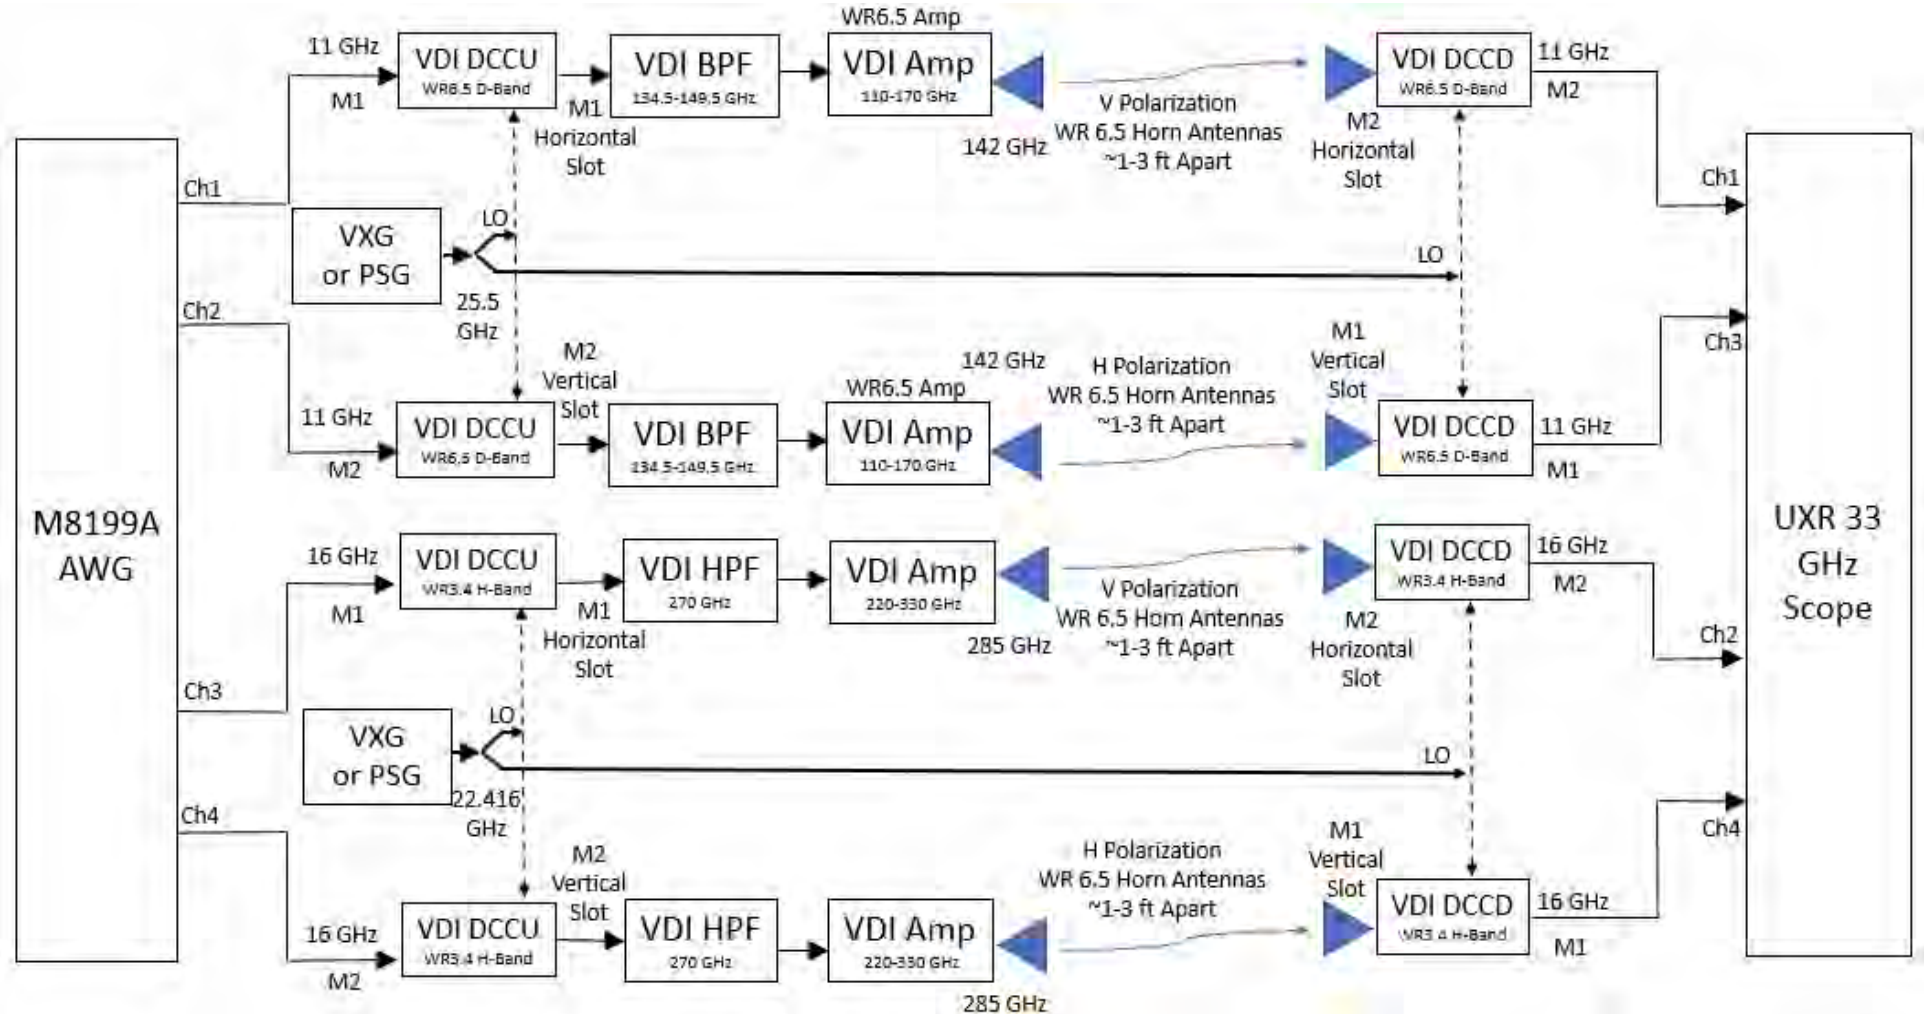 M8199A
AWG
Ch1
Ch2
Ch3
Ch4
11 GHz
M1
VDI DCCU
WR6.5 D-Band
M1
Horizontal
Slot
VDI BPF
134.5-149.5 GHz
WR6.5 Amp
VDI Amp
110-170 GHz
142 GHz
V Polarization
WR 6.5 Horn Antennas
~1-3 ft Apart
M2
Horizontal
Slot
VDI DCCD
WR6.5 D-Band
11 GHz
M2
Ch1
VXG
or PSG
LO
25.5
GHz
LO
11 GHz
M2
VDI DCCU
WR6.5 D-Band
M2
Vertical
Slot
VDI BPF
134.5-149.5 GHz
WR6.5 Amp
VDI Amp
110-170 GHz
142 GHz
H Polarization
WR 6.5 Horn Antennas
~1-3 ft Apart
M1
Vertical
Slot
VDI DCCD
WR6.5 D-Band
11 GHz
M1
Ch3
16 GHz
M1
VDI DCCU
WR3.4 H-Band
M1
Horizontal
Slot
VDI HPF
270 GHz
VDI Amp
220-330 GHz
285 GHz
V Polarization
WR 6.5 Horn Antennas
~1-3 ft Apart
M2
Horizontal
Slot
VDI DCCD
WR3.4 H-Band
16 GHz
M2
Ch2
VXG
or PSG
LO
22.416
GHz
LO
16 GHz
M2
VDI DCCU
WR3.4 H-Band
M2
Vertical
Slot
VDI HPF
270 GHz
VDI Amp
220-330 GHz
285 GHz
H Polarization
WR 6.5 Horn Antennas
~1-3 ft Apart
M1
Vertical
Slot
VDI DCCD
WR3.4 H-Band
16 GHz
M1
Ch4
UXR 33
GHz
Scope